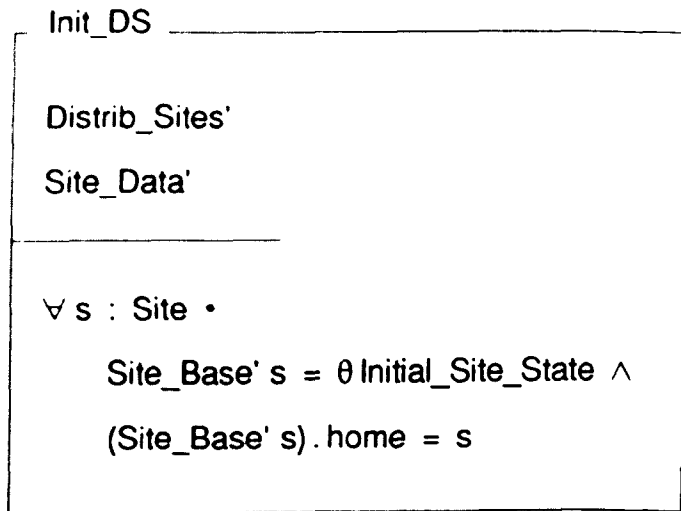 Init_DS
Distrib_Sites'
Site_Data'
∀ s : Site •
Site_Base' s = θ Initial_Site_State ∧
(Site_Base' s) . home = s